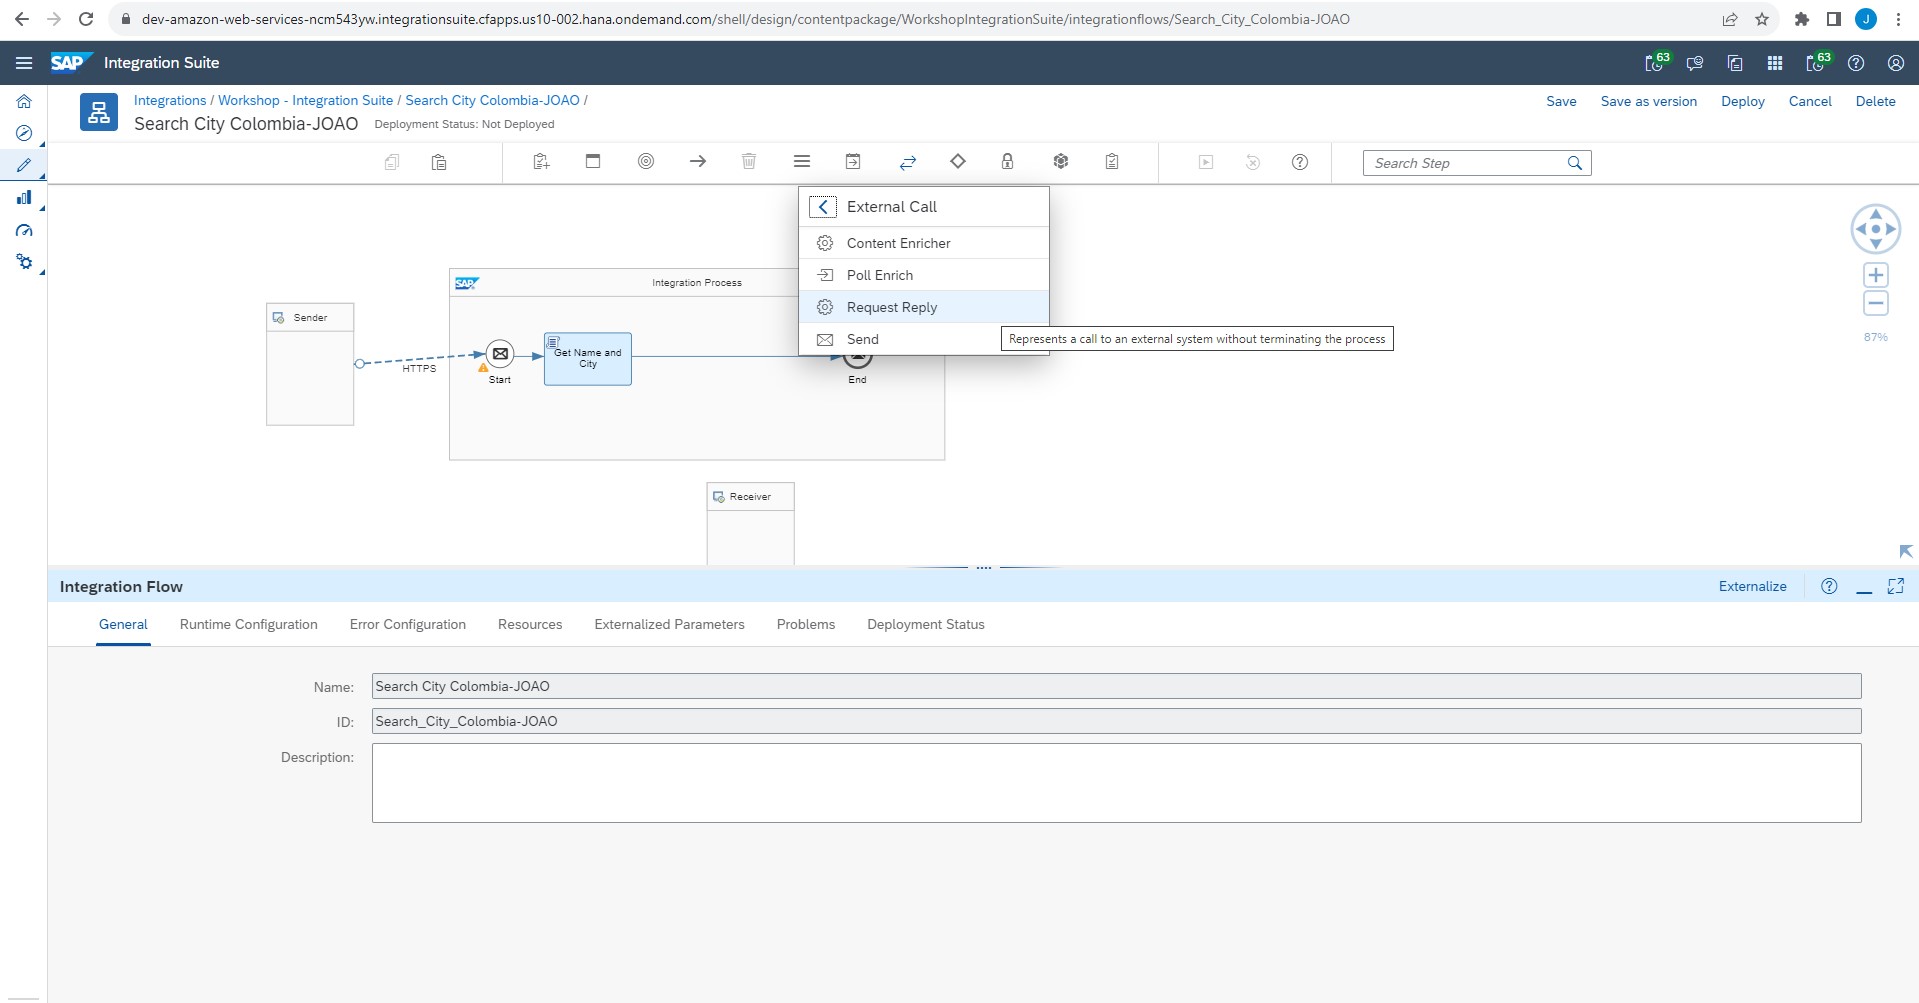 dev-amazon-web-services-ncm543yw.integrationsuite.cfapps.us10-002.hana.ondemand.com/shell/design/contentpackage/WorkshopIntegrationSuite/integrationflows/Search_City_Colombia-JOAO
J
SAP Integration Suite
63
63
Integrations / Workshop - Integration Suite / Search City Colombia-JOAO /
Search City Colombia-JOAO Deployment Status: Not Deployed
Save Save as version Deploy Cancel Delete
Search Step
External Call
Content Enricher
Poll Enrich
Request Reply
Send
Represents a call to an external system without terminating the process
SAP Integration Process
Sender
HTTPS
Start
Get Name and
City
End
Receiver
87%
Integration Flow
Externalize
General Runtime Configuration Error Configuration Resources Externalized Parameters Problems Deployment Status
Name: Search City Colombia-JOAO
ID: Search_City_Colombia-JOAO
Description: